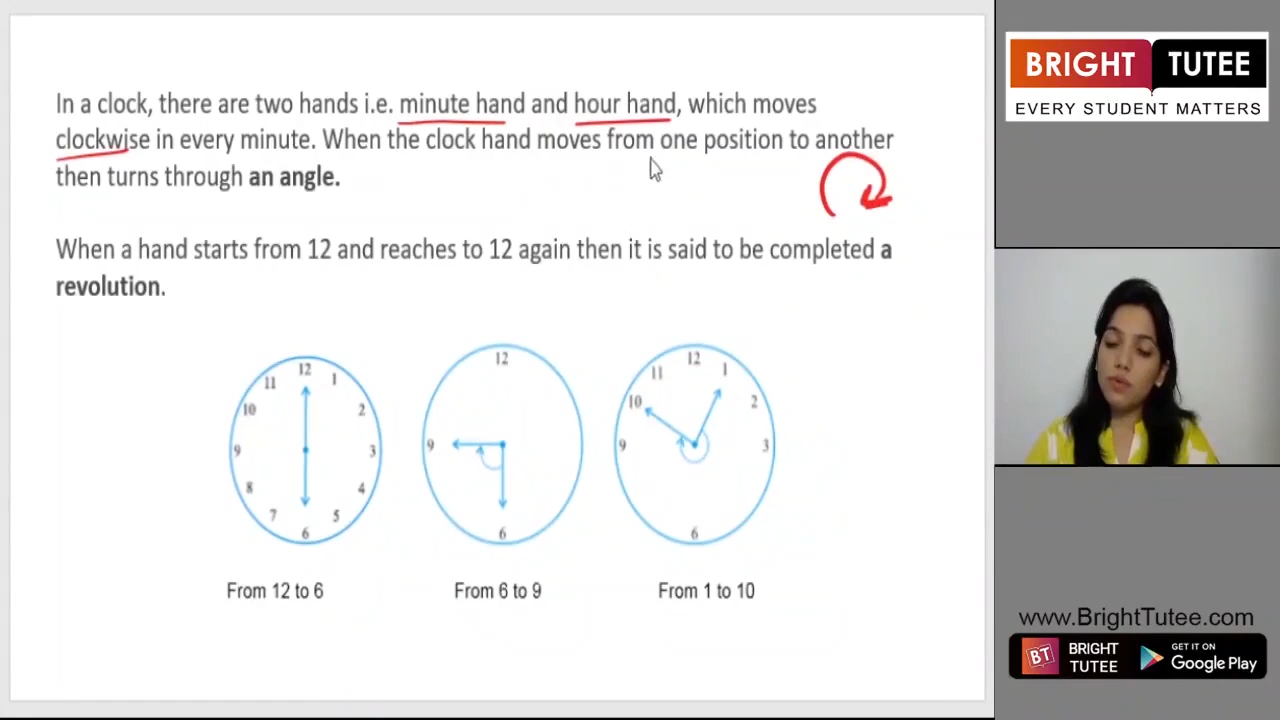 In a clock, there are two hands i.e. minute hand and hour hand, which moves
clockwise in every minute. When the clock hand moves from one position to another
then turns through an angle.
When a hand starts from 12 and reaches to 12 again then it is said to be completed a
revolution.
12
11 1
10 2
9 3
8 4
7 5
6
12
9
6
12
11 1
10 2
9 3
6
From 12 to 6
From 6 to 9
From 1 to 10
BRIGHT TUTEE
EVERY STUDENT MATTERS
www.BrightTutee.com
BT
BRIGHT
TUTEE
GET IT ON
Google Play